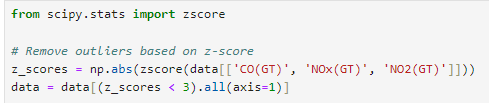 from scipy.stats import zscore
# Remove outliers based on z-score
z_scores = np.abs(zscore(data[['CO(GT)', 'NOx(GT)', 'NO2(GT)']]))
data = data[(z_scores < 3).all(axis=1)]